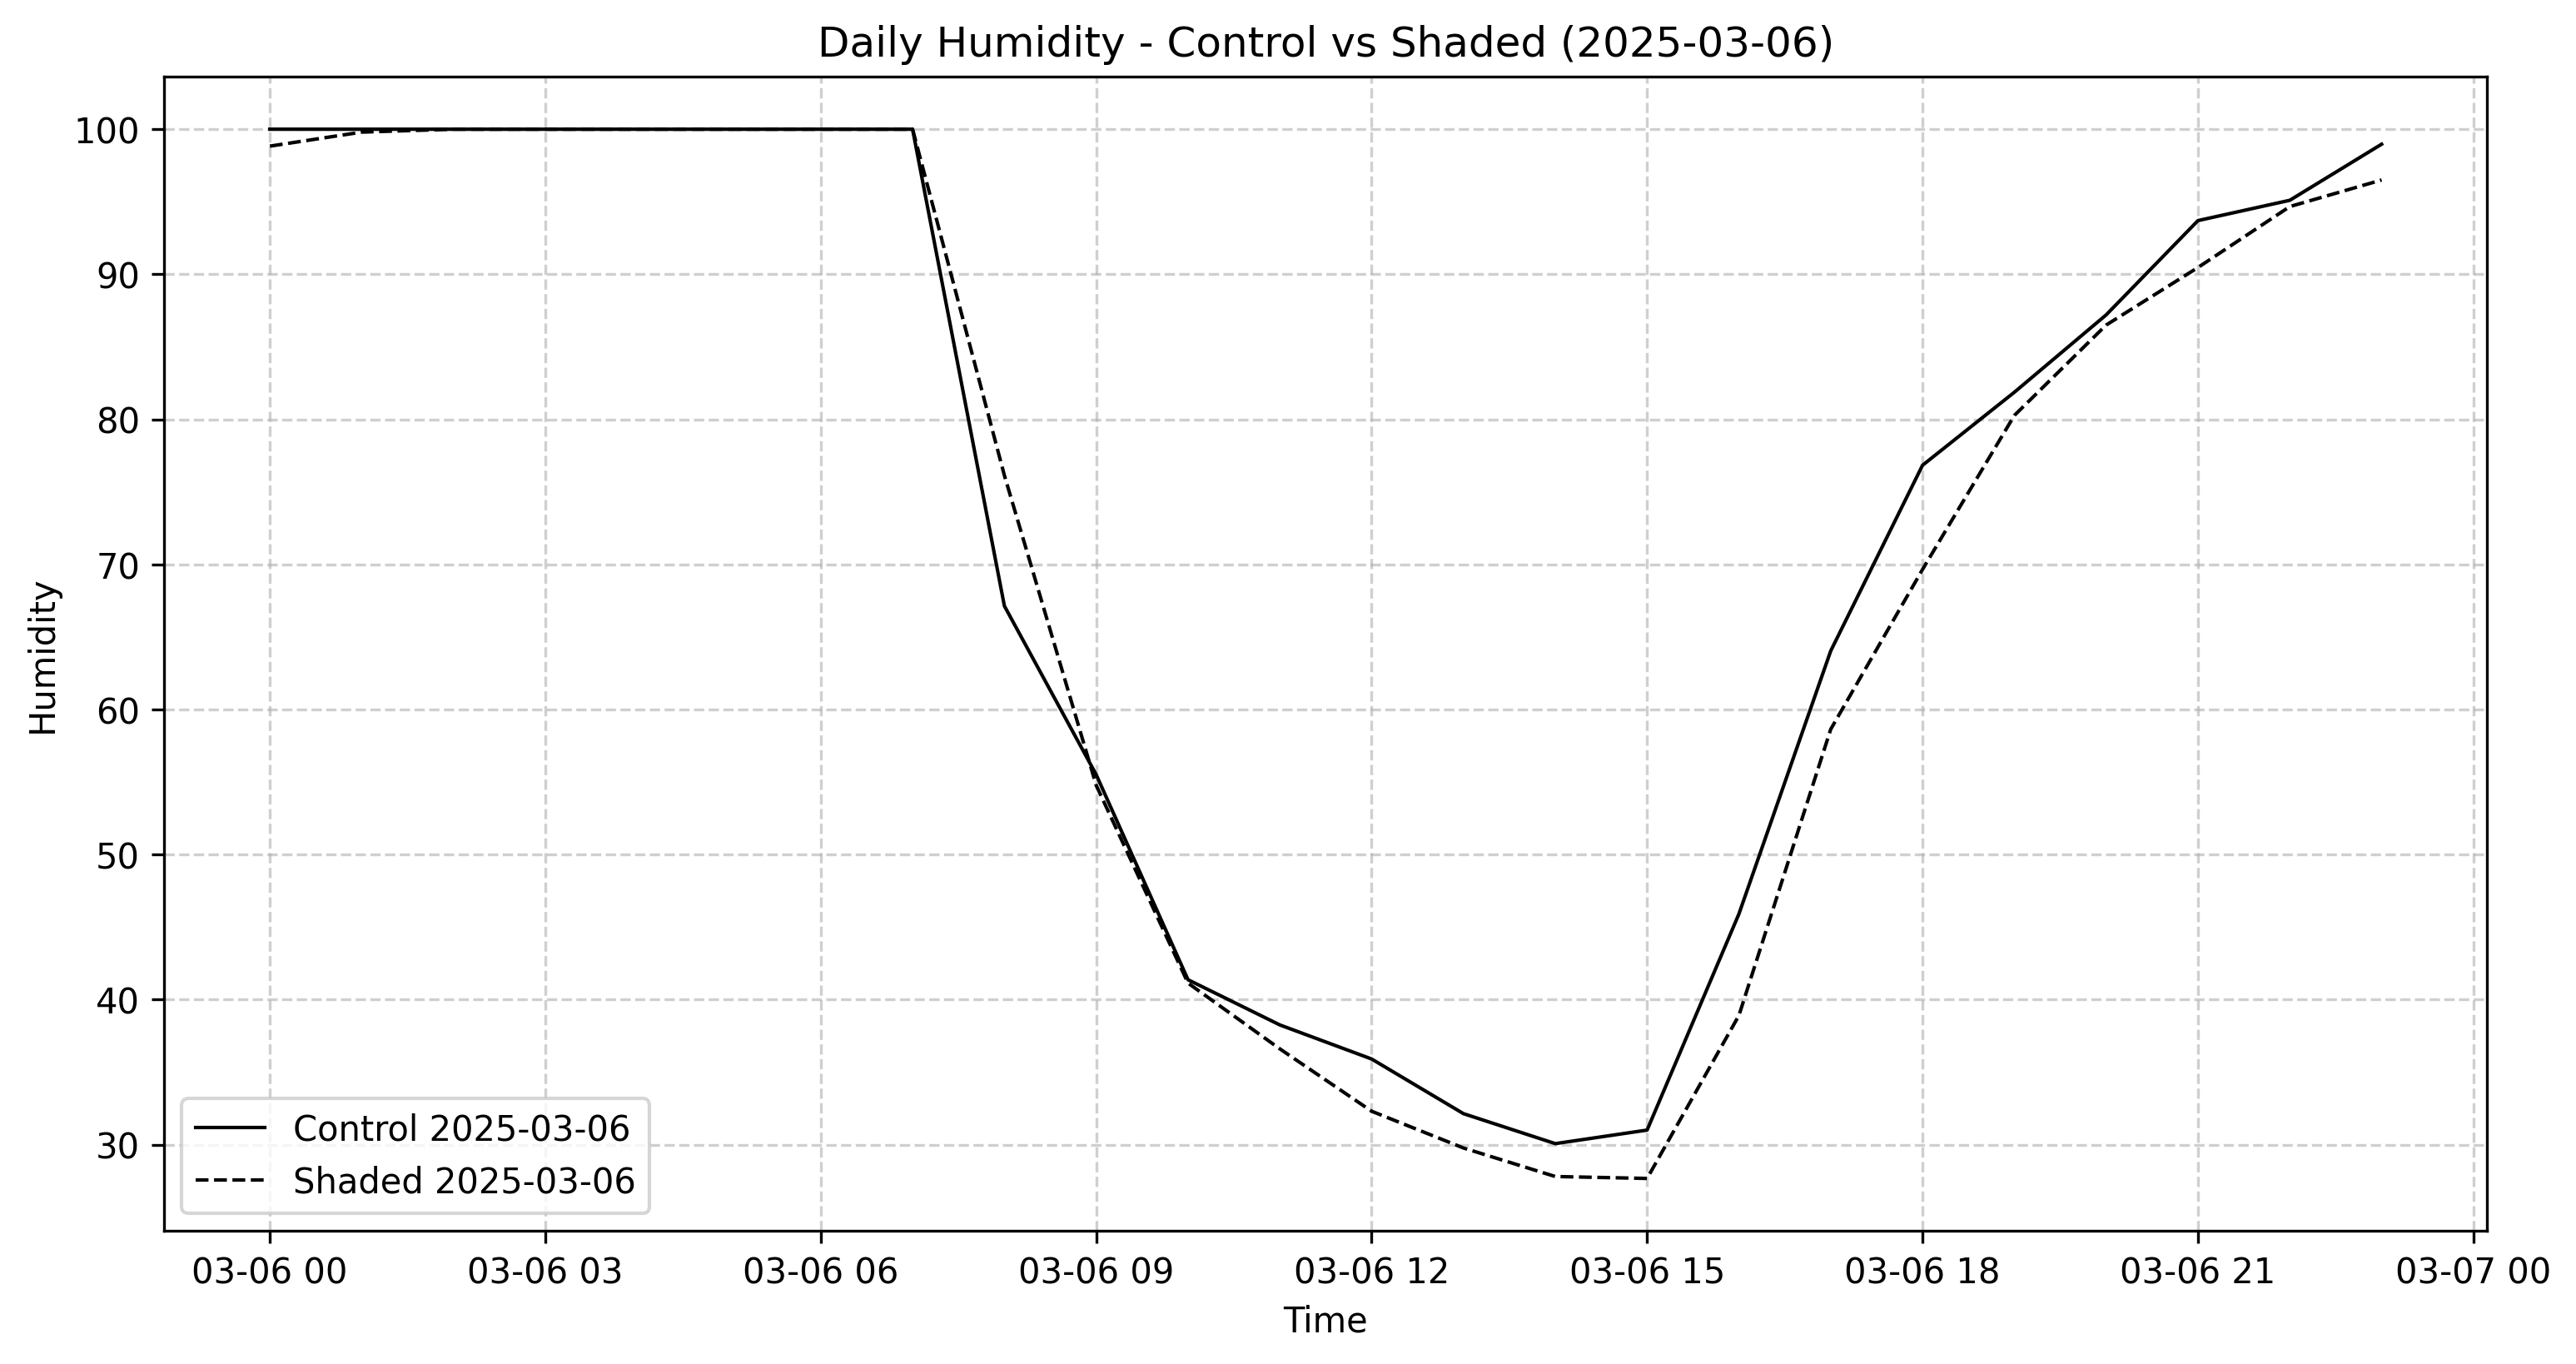 Daily Humidity - Control vs Shaded (2025-03-06)
100
90
80
70
60
50
40
30
Humidity
Control 2025-03-06
Shaded 2025-03-06
03-06 00 03-06 03 03-06 06 03-06 09 03-06 12 03-06 15 03-06 18 03-06 21 03-07 00
Time